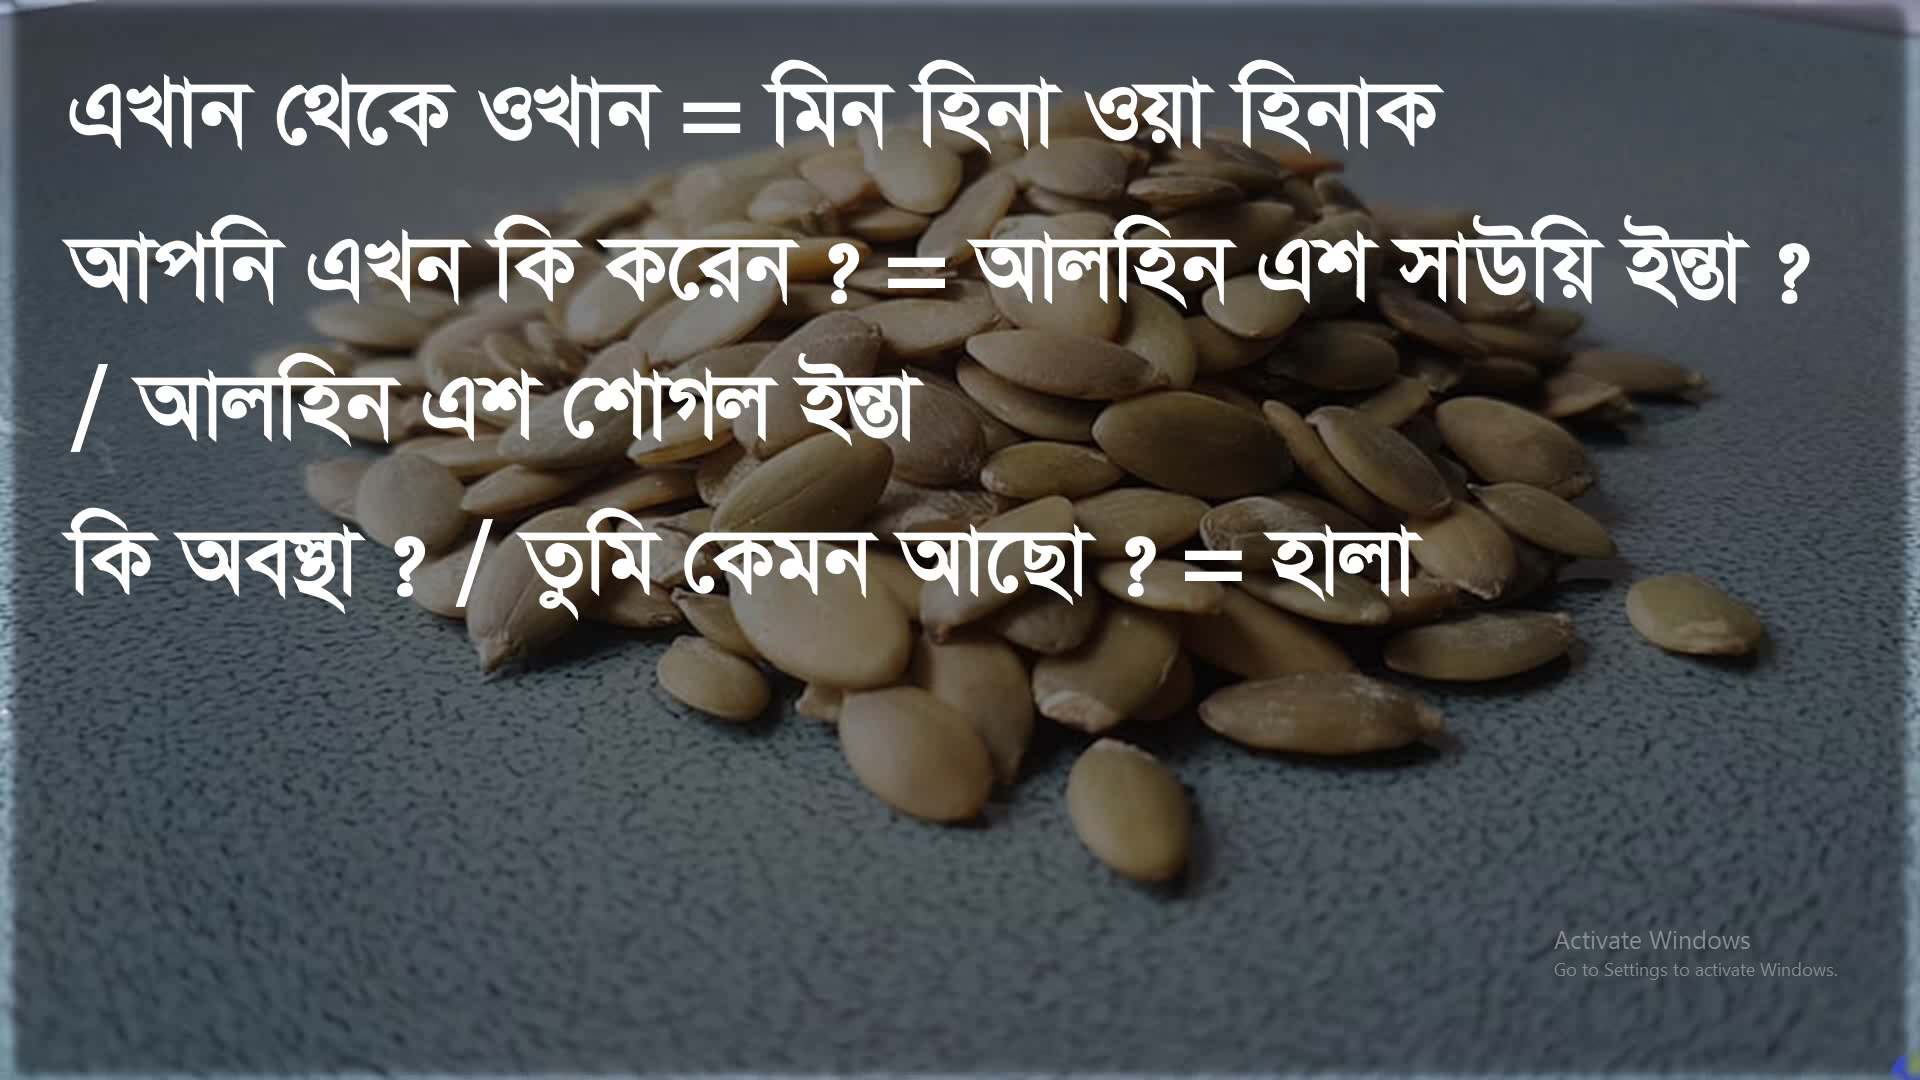 এখান থেকে ওখান = মিন হিনা ওয়া হিনাক
আপনি এখন কি করেন ? = আলহিন এশ সাউয়ি ইন্তা ?
/ আলহিন এশ শোগল ইন্তা
কি অবস্থা ? / তুমি কেমন আছো ? = হালা
Activate Windows
Go to Settings to activate Windows.